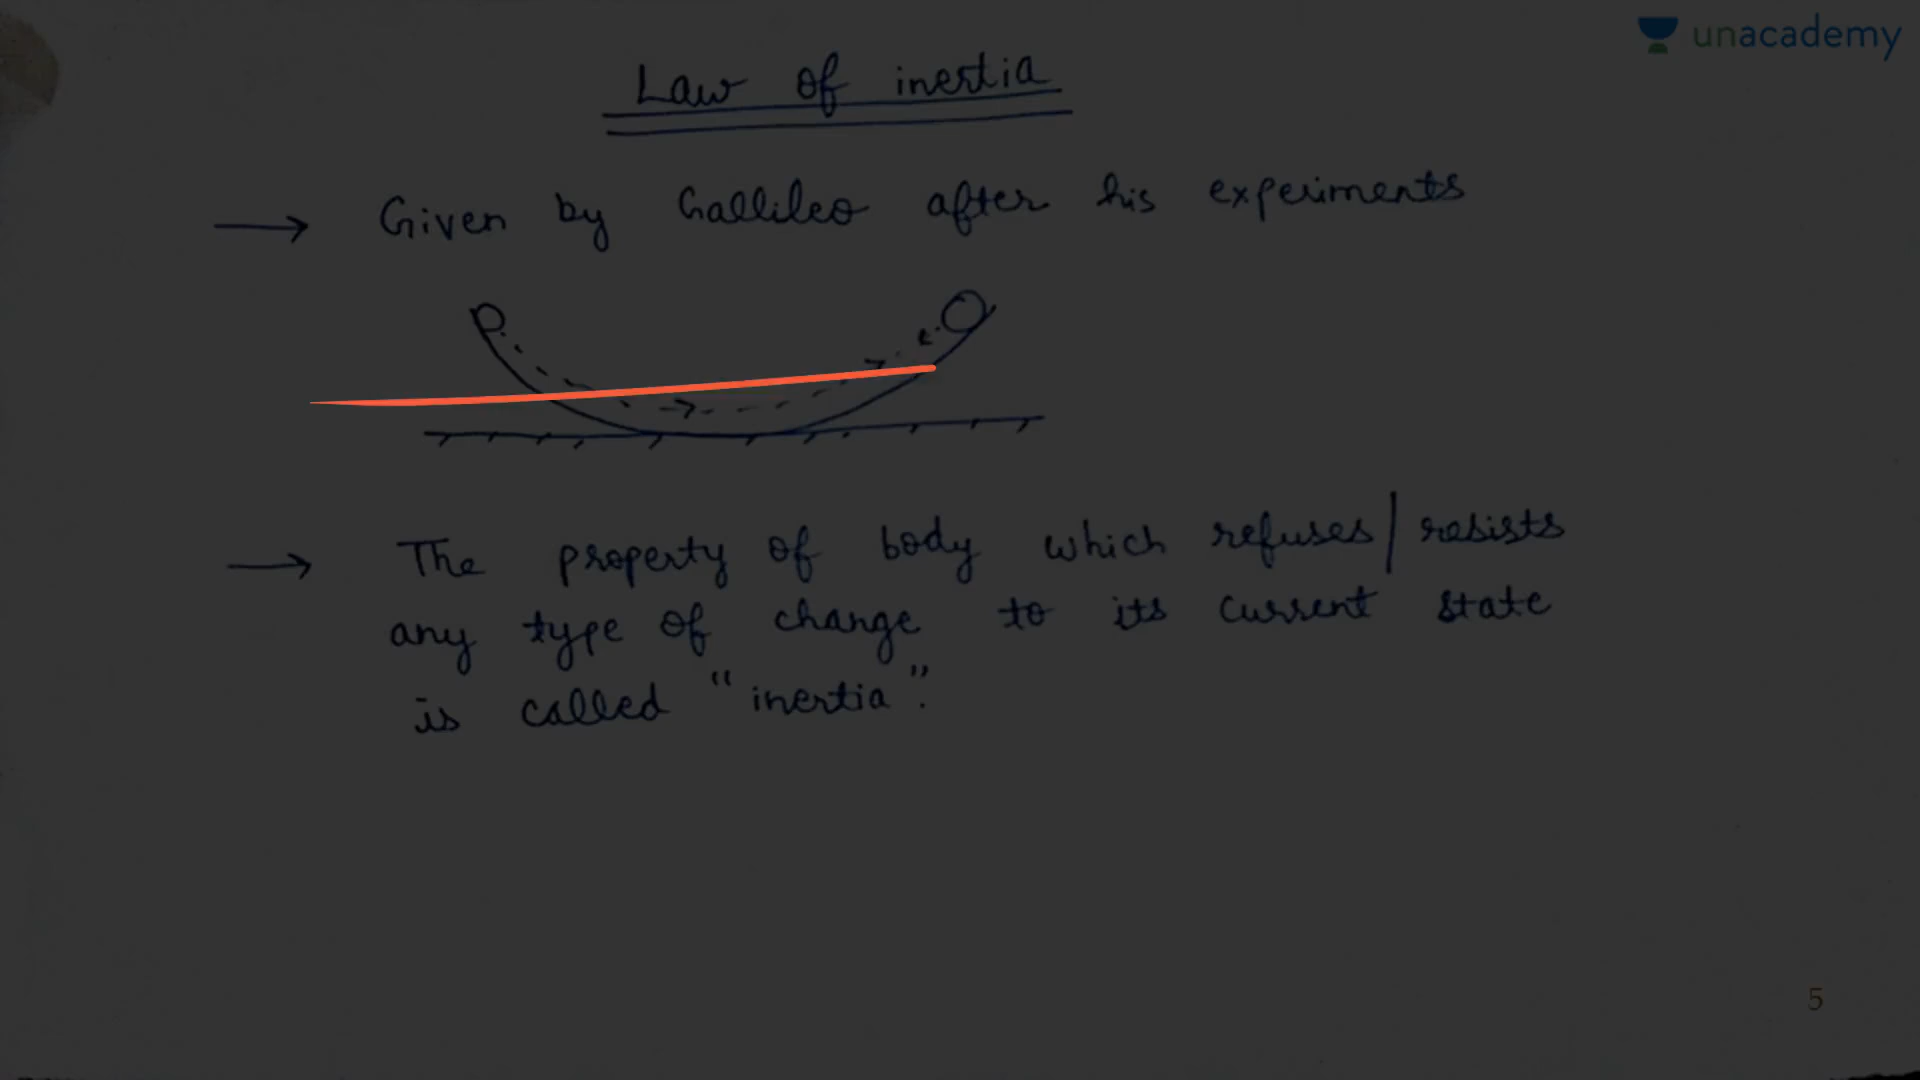 unacademy
Law of inertia
Given by Gallileo after his experiments
The property of body which refuses/resists
any type of change to its current state
is called "inertia".
5